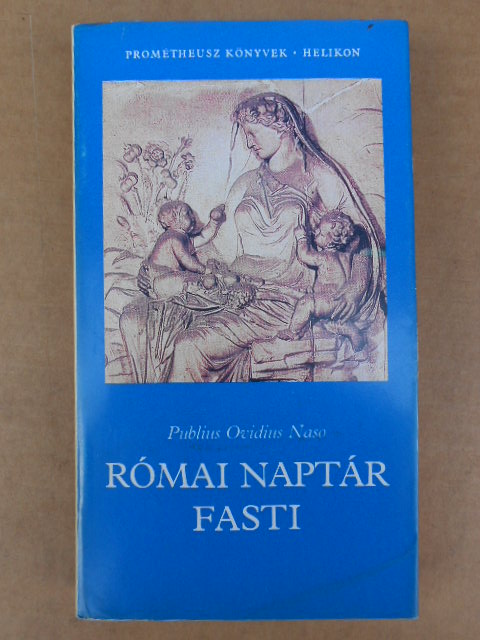 PROMÉTHEUSZ KÖNYVEK • HELIKON
Publius Ovidius Naso
RÓMAI NAPTÁR
FASTI